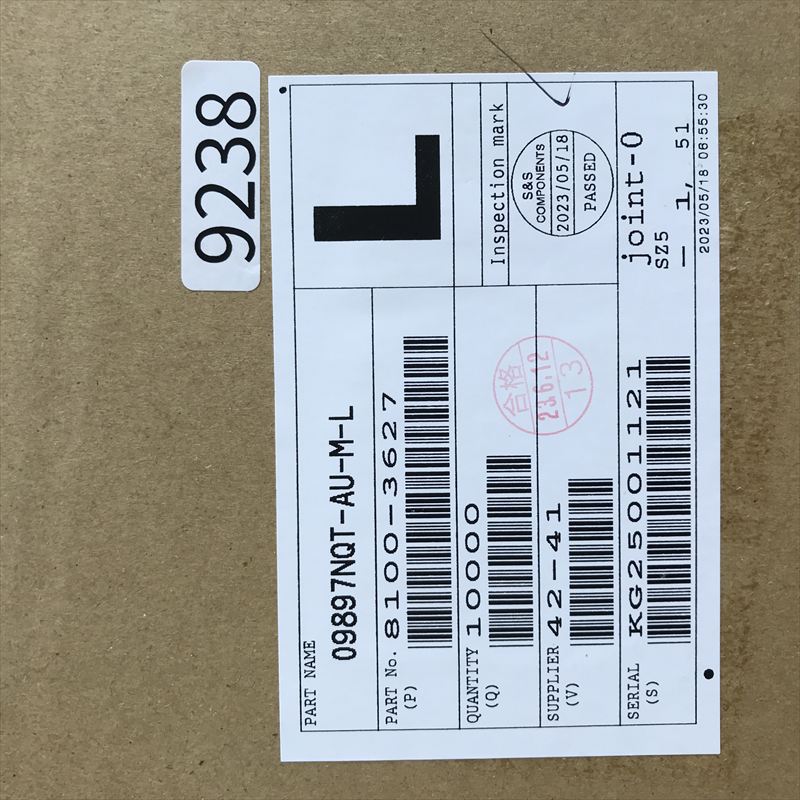 9238
PART NAME
09897NQT-AU-M-L
L
PART No. 8100-3627
(P)
QUANTITY 10000
(Q)
Inspection mark
SUPPLIER 42-41
(V)
S&S
COMPONENTS
2023/05/18
PASSED
合格
23.6.12
13
SERIAL KG25001121
(S)
joint-0
SZ5
— 1, 51
2023/05/18 06:55:30